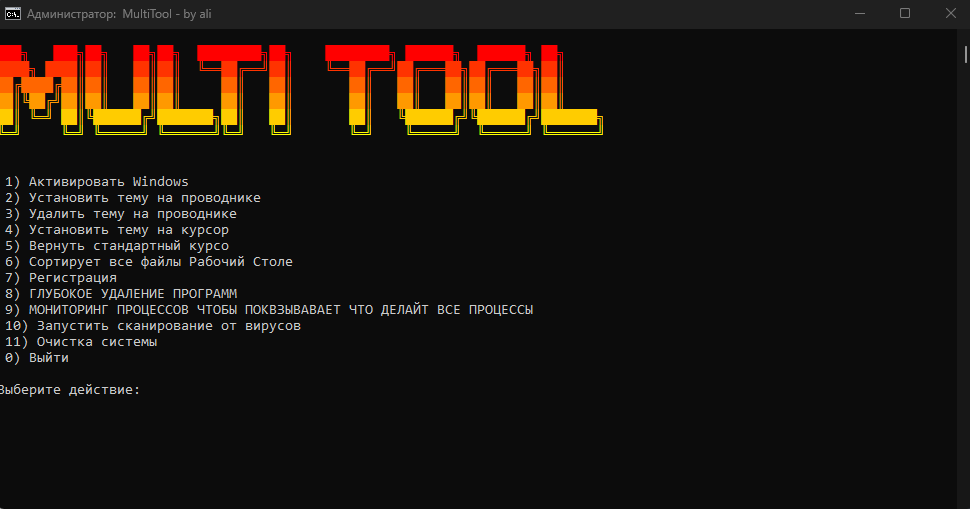 Администратор: MultiTool - by ali
MULTI TOOL
1) Активировать Windows
2) Установить тему на проводнике
3) Удалить тему на проводнике
4) Установить тему на курсор
5) Вернуть стандартный курсо
6) Сортирует все файлы Рабочий Столе
7) Регистрация
8) ГЛУБОКОЕ УДАЛЕНИЕ ПРОГРАММ
9) МОНИТОРИНГ ПРОЦЕССОВ ЧТОБЫ ПОКВЗЫВАВАЕТ ЧТО ДЕЛАЙТ ВСЕ ПРОЦЕССЫ
10) Запустить сканирование от вирусов
11) Очистка системы
0) Выйти
Выберите действие: